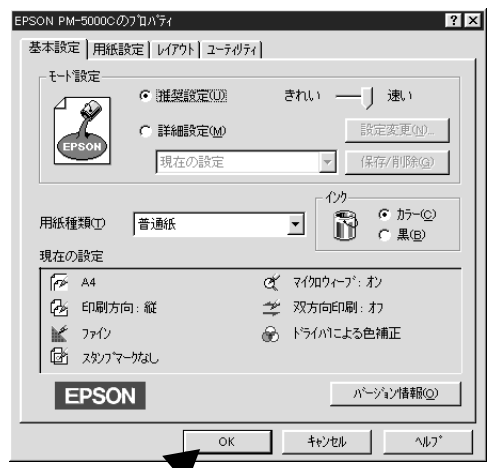 EPSON PM-5000Cのﾌﾟﾛﾊﾟﾃｨ
基本設定 用紙設定 ﾚｲｱｳﾄ ﾕｰﾃｨﾘﾃｨ
ﾓｰﾄﾞ設定
推奨設定(U) きれい 速い
詳細設定(M) 設定変更(N)...
現在の設定 保存/削除(G)
EPSON
インク
用紙種類(T) 普通紙 ｶﾗｰ(C)
黒(B)
現在の設定
A4 ﾏｲｸﾛｳｨｰﾌﾞ: ｵﾝ
印刷方向: 縦 双方向印刷: ｵﾌ
ﾌｧｲﾝ ﾄﾞﾗｲﾊﾞによる色補正
ｽﾀﾝﾌﾟﾏｰｸなし
EPSON ﾊﾞｰｼﾞｮﾝ情報(O)
OK ｷｬﾝｾﾙ ﾍﾙﾌﾟ